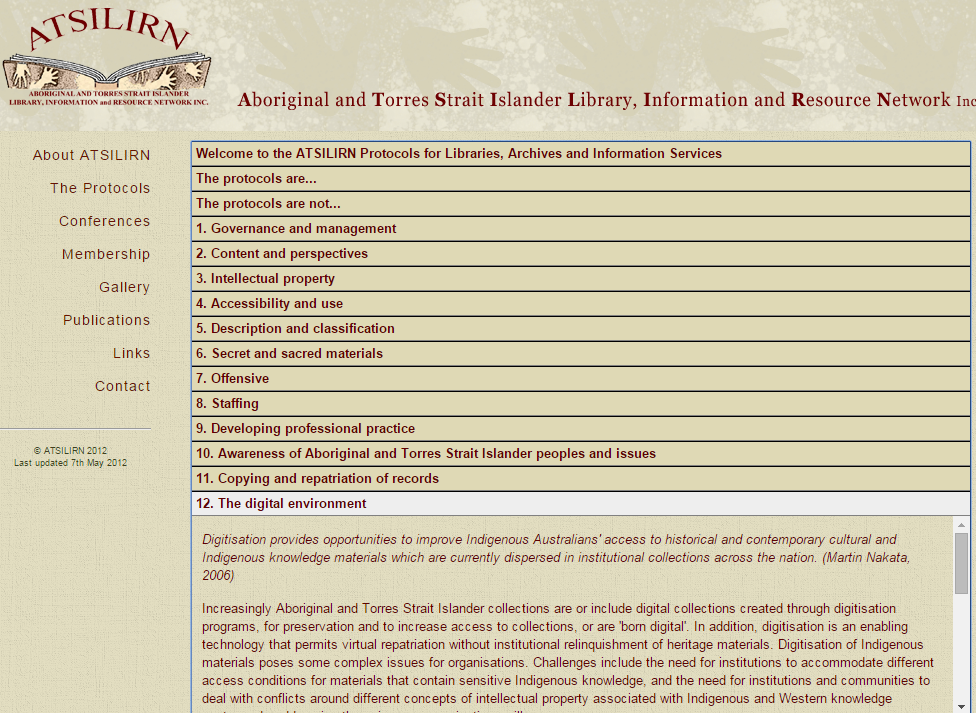 ATSILIRN
ABORIGINAL AND TORRES STRAIT ISLANDER
LIBRARY, INFORMATION and RESOURCE NETWORK INC.
Aboriginal and Torres Strait Islander Library, Information and Resource Network Inc
About ATSILIRN
The Protocols
Conferences
Membership
Gallery
Publications
Links
Contact
© ATSILIRN 2012
Last updated 7th May 2012
Welcome to the ATSILIRN Protocols for Libraries, Archives and Information Services
The protocols are...
The protocols are not...
1. Governance and management
2. Content and perspectives
3. Intellectual property
4. Accessibility and use
5. Description and classification
6. Secret and sacred materials
7. Offensive
8. Staffing
9. Developing professional practice
10. Awareness of Aboriginal and Torres Strait Islander peoples and issues
11. Copying and repatriation of records
12. The digital environment
Digitisation provides opportunities to improve Indigenous Australians' access to historical and contemporary cultural and
Indigenous knowledge materials which are currently dispersed in institutional collections across the nation. (Martin Nakata,
2006)
Increasingly Aboriginal and Torres Strait Islander collections are or include digital collections created through digitisation
programs, for preservation and to increase access to collections, or are 'born digital'. In addition, digitisation is an enabling
technology that permits virtual repatriation without institutional relinquishment of heritage materials. Digitisation of Indigenous
materials poses some complex issues for organisations. Challenges include the need for institutions to accommodate different
access conditions for materials that contain sensitive Indigenous knowledge, and the need for institutions and communities to
deal with conflicts around different concepts of intellectual property associated with Indigenous and Western knowledge